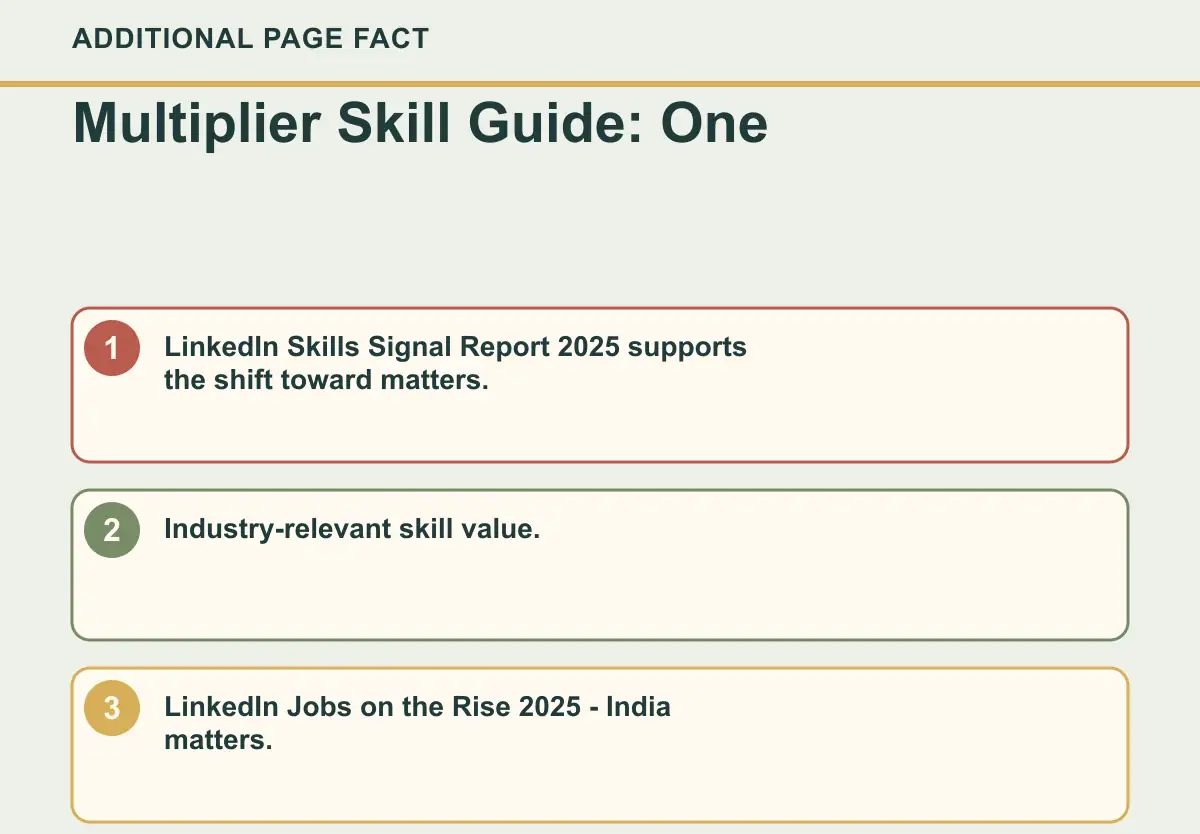 ADDITIONAL PAGE FACT
Multiplier Skill Guide: One
1
LinkedIn Skills Signal Report 2025 supports
the shift toward matters.
2
Industry-relevant skill value.
3
LinkedIn Jobs on the Rise 2025 - India
matters.